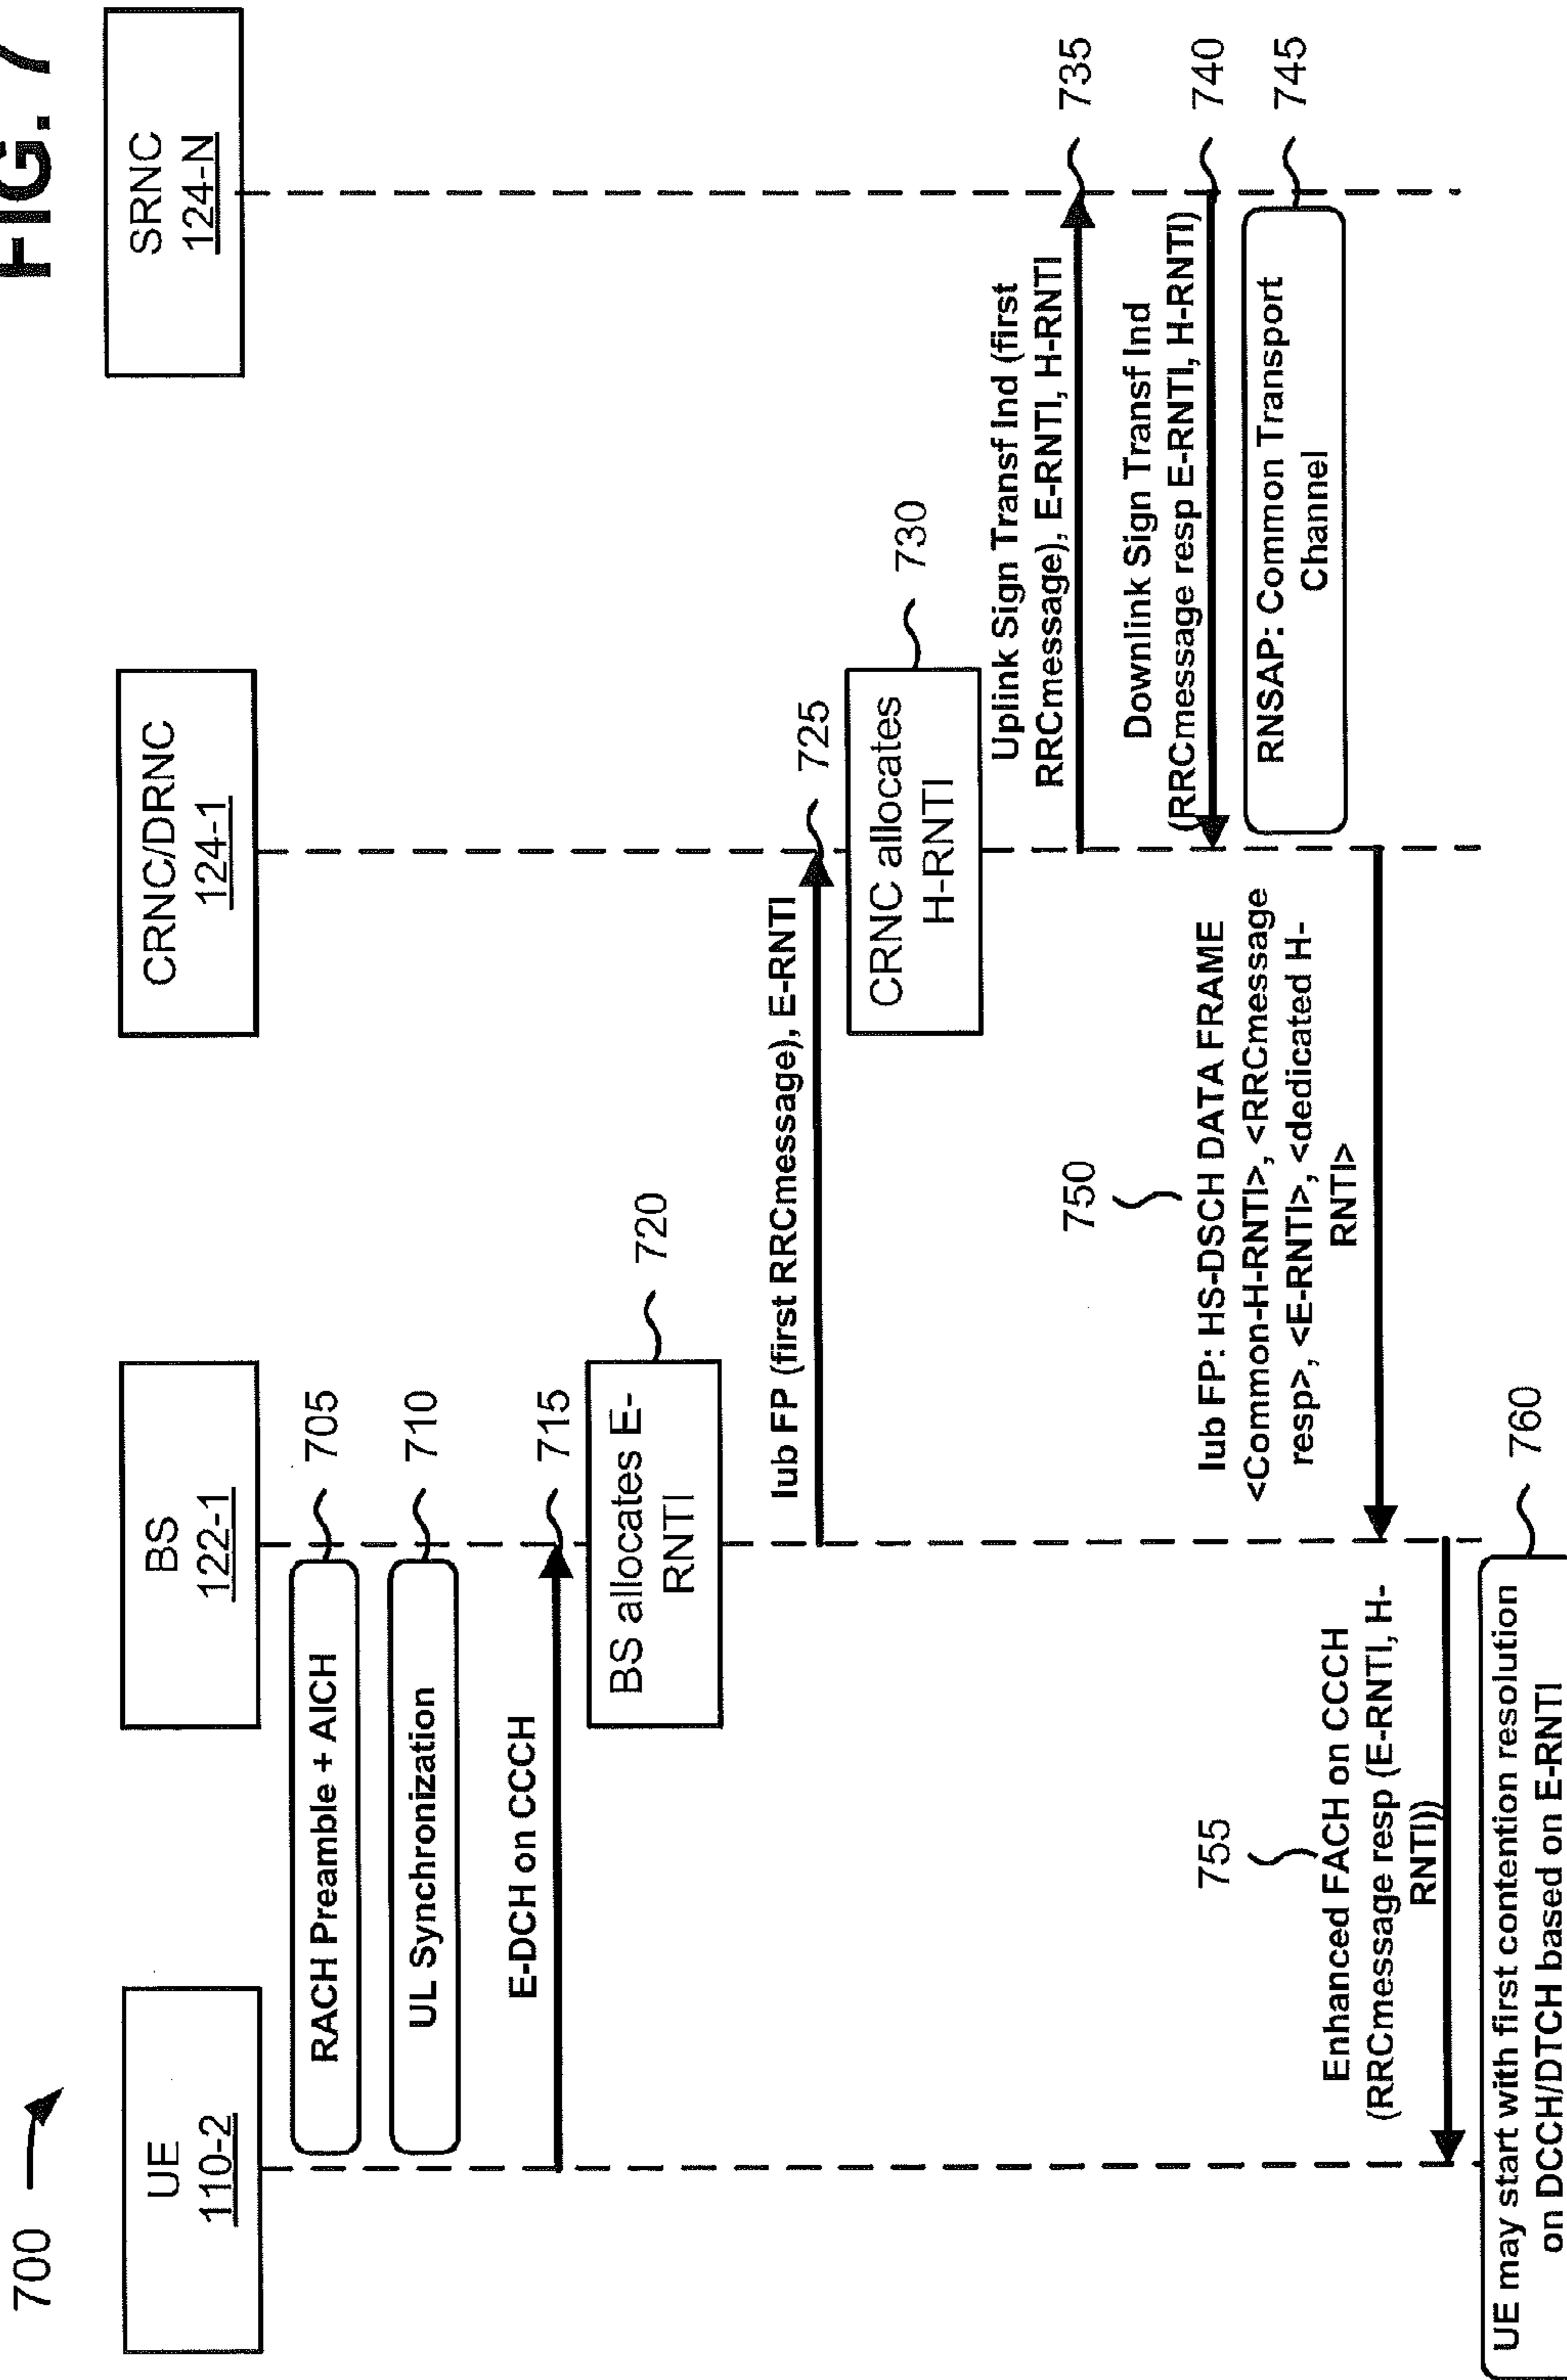 FIG. 7
700
UE
110-2
BS
122-1
CRNC/DRNC
124-1
SRNC
124-N
RACH Preamble + AICH
705
UL Synchronization
710
E-DCH on CCCH
715
BS allocates E-
RNTI
720
Iub FP (first RRCmessage), E-RNTI
725
CRNC allocates
H-RNTI
730
Uplink Sign Transf Ind (first
RRCmessage), E-RNTI, H-RNTI
735
Downlink Sign Transf Ind
(RRCmessage resp E-RNTI, H-RNTI)
740
RNSAP: Common Transport
Channel
745
750
Iub FP: HS-DSCH DATA FRAME
<Common-H-RNTI>, <RRCmessage
resp>, <E-RNTI>, <dedicated H-
RNTI>
755
Enhanced FACH on CCCH
(RRCmessage resp (E-RNTI, H-
RNTI))
UE may start with first contention resolution
on DCCH/DTCH based on E-RNTI
760